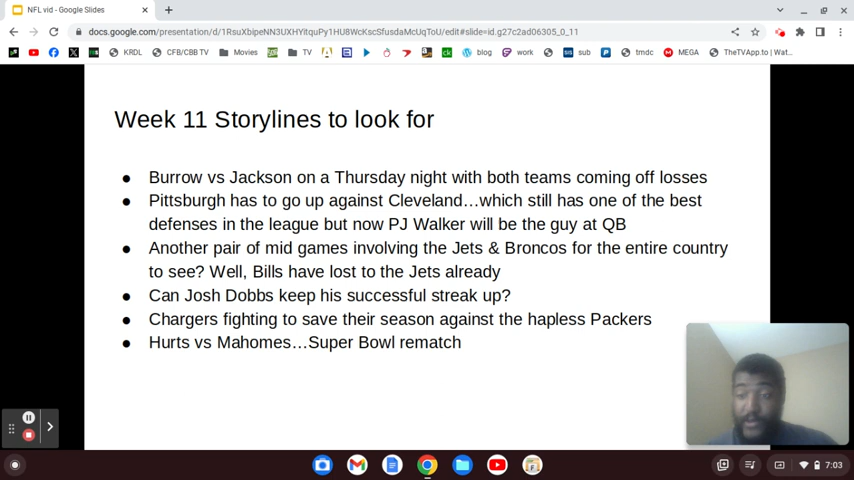 NFL vid - Google Slides
docs.google.com/presentation/d/1RsuXbipeNN3UXHYitquPy1HU8WcKscSfusdaMcUqToU/edit#slide=id.g27c2ad06305_0_11
KRDL
CFB/CBB TV
Movies
TV
blog
work
sub
tmdc
MEGA
TheTVApp.to | Wat...
Week 11 Storylines to look for
● Burrow vs Jackson on a Thursday night with both teams coming off losses
● Pittsburgh has to go up against Cleveland…which still has one of the best
defenses in the league but now PJ Walker will be the guy at QB
● Another pair of mid games involving the Jets & Broncos for the entire country
to see? Well, Bills have lost to the Jets already
● Can Josh Dobbs keep his successful streak up?
● Chargers fighting to save their season against the hapless Packers
● Hurts vs Mahomes…Super Bowl rematch
7:03